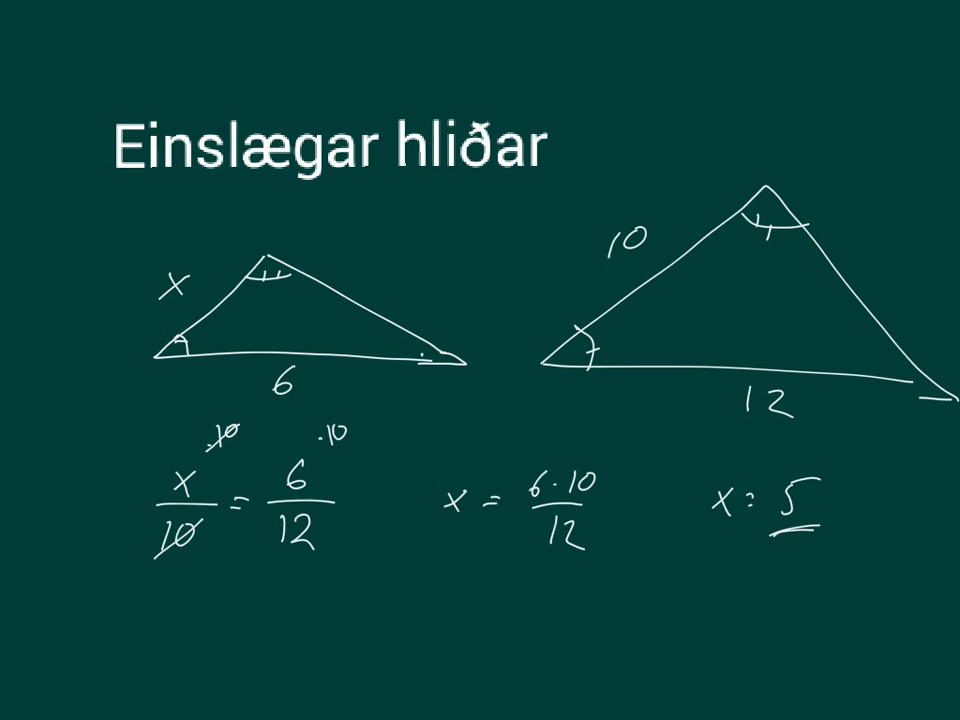 Einslægar hliðar
x
10
6
12
·10 ·10
x/10 = 6/12 x = 6·10/12 x = 5